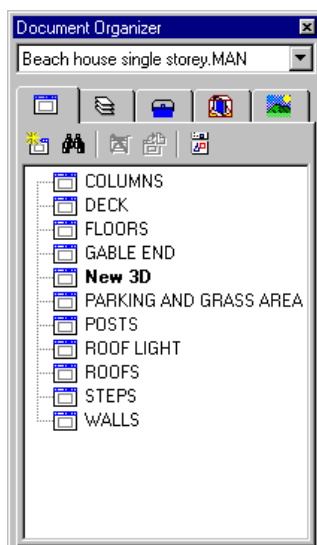 Document Organizer
Beach house single storey.MAN
COLUMNS
DECK
FLOORS
GABLE END
New 3D
PARKING AND GRASS AREA
POSTS
ROOF LIGHT
ROOFS
STEPS
WALLS